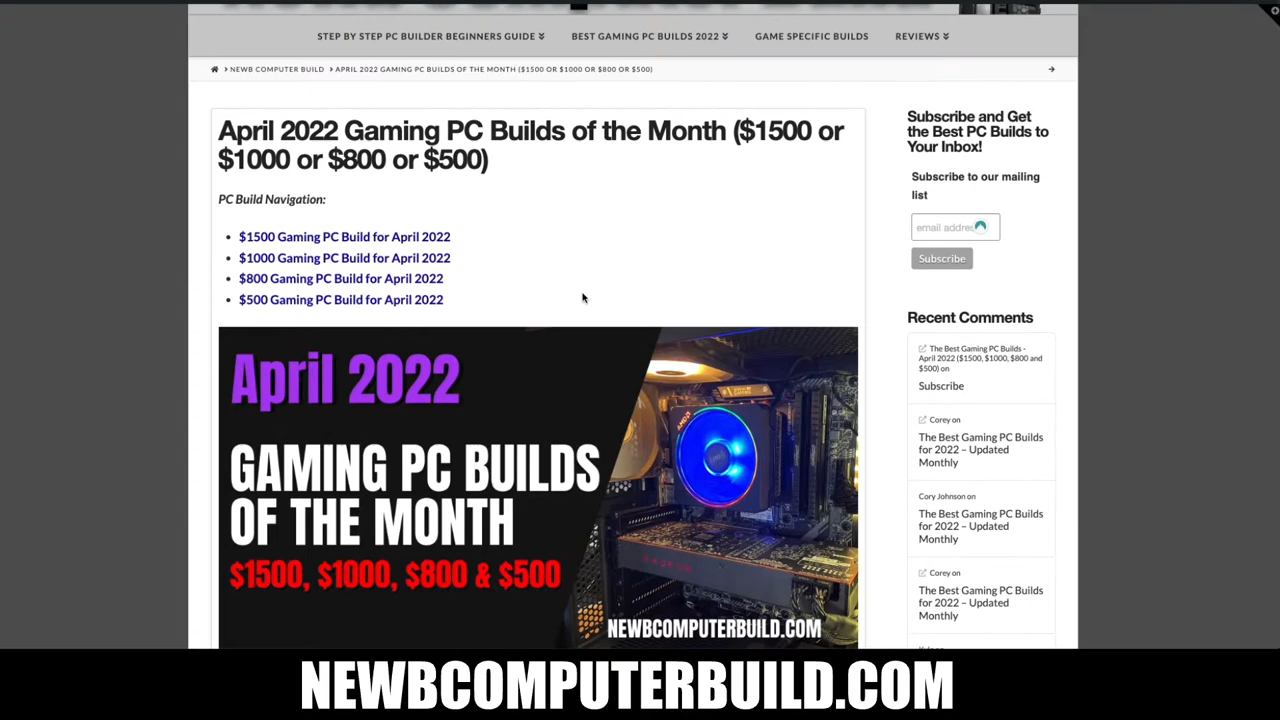 STEP BY STEP PC BUILDER BEGINNERS GUIDE
BEST GAMING PC BUILDS 2022
GAME SPECIFIC BUILDS
REVIEWS
NEWB COMPUTER BUILD
APRIL 2022 GAMING PC BUILDS OF THE MONTH ($1500 OR $1000 OR $800 OR $500)
April 2022 Gaming PC Builds of the Month ($1500 or
$1000 or $800 or $500)
PC Build Navigation:
$1500 Gaming PC Build for April 2022
$1000 Gaming PC Build for April 2022
$800 Gaming PC Build for April 2022
$500 Gaming PC Build for April 2022
April 2022
GAMING PC BUILDS
OF THE MONTH
$1500, $1000, $800 & $500
AMD
NEWBCOMPUTERBUILD.COM
Subscribe and Get
the Best PC Builds to
Your Inbox!
Subscribe to our mailing
list
email addres
Subscribe
Recent Comments
The Best Gaming PC Builds -
April 2022 ($1500, $1000, $800 and
$500) on
Subscribe
Corey on
The Best Gaming PC Builds
for 2022 – Updated
Monthly
Cory Johnson on
The Best Gaming PC Builds
for 2022 – Updated
Monthly
Corey on
The Best Gaming PC Builds
for 2022 – Updated
Monthly
NEWBCOMPUTERBUILD.COM